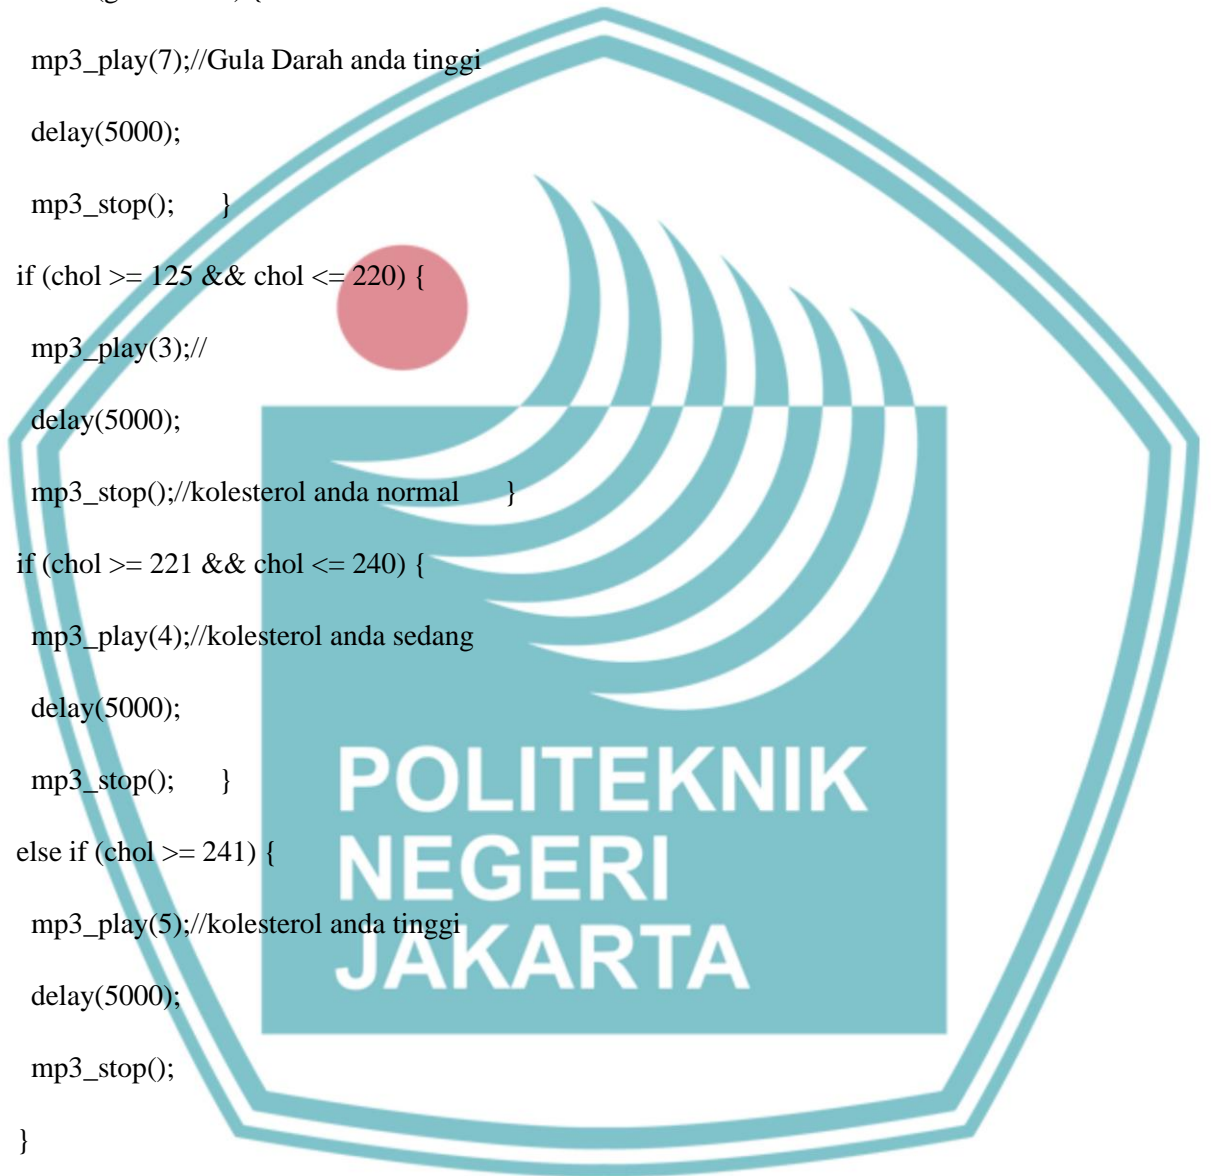 mp3_play(7);//Gula Darah anda tinggi
delay(5000);
mp3_stop(); }
if (chol >= 125 && chol <= 220) {
mp3_play(3);//
delay(5000);
mp3_stop();//kolesterol anda normal }
if (chol >= 221 && chol <= 240) {
mp3_play(4);//kolesterol anda sedang
delay(5000);
mp3_stop(); }
else if (chol >= 241) {
mp3_play(5);//kolesterol anda tinggi
delay(5000);
mp3_stop();
}
POLITEKNIK
NEGERI
JAKARTA